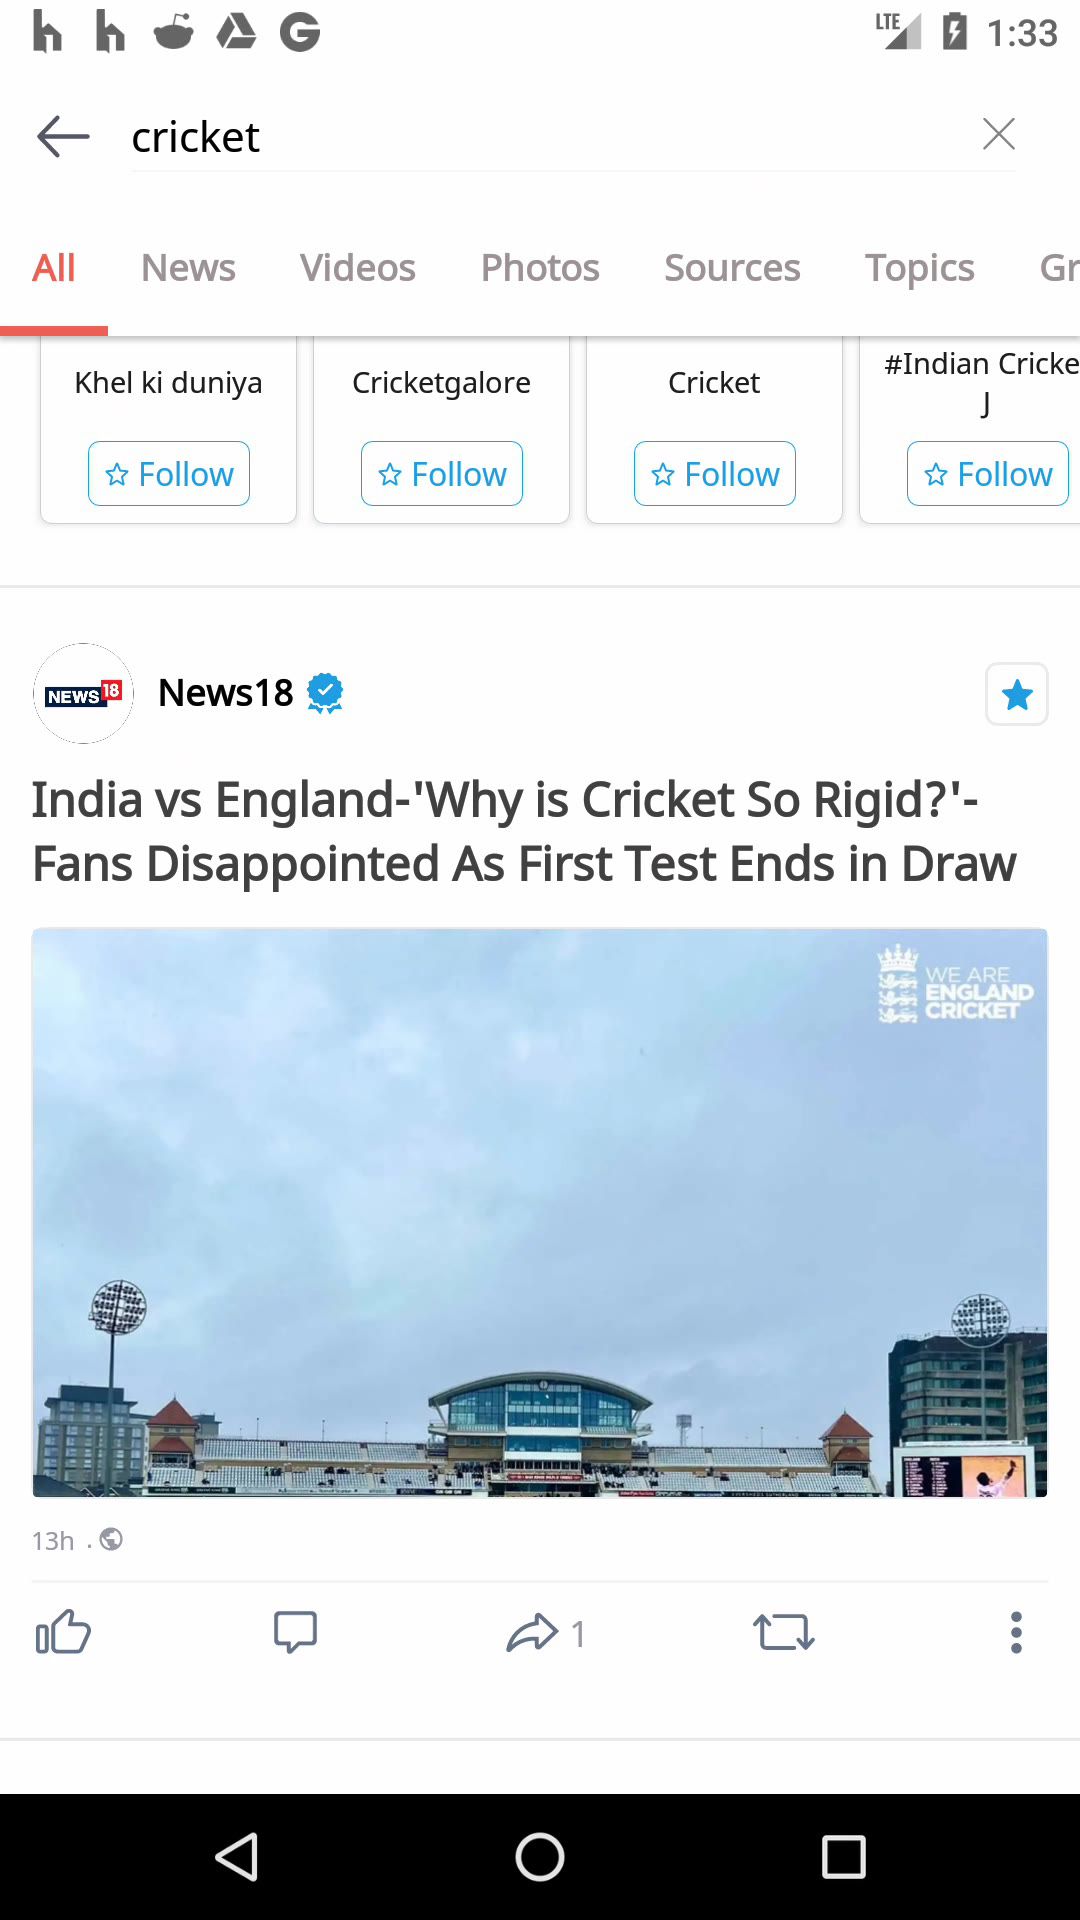 LTE 1:33
cricket
All News Videos Photos Sources Topics Gr
Khel ki duniya
Follow
Cricketgalore
Follow
Cricket
Follow
#Indian Cricke
J
Follow
NEWS18
News18
India vs England-'Why is Cricket So Rigid?'-
Fans Disappointed As First Test Ends in Draw
WE ARE
ENGLAND
CRICKET
13h .
1